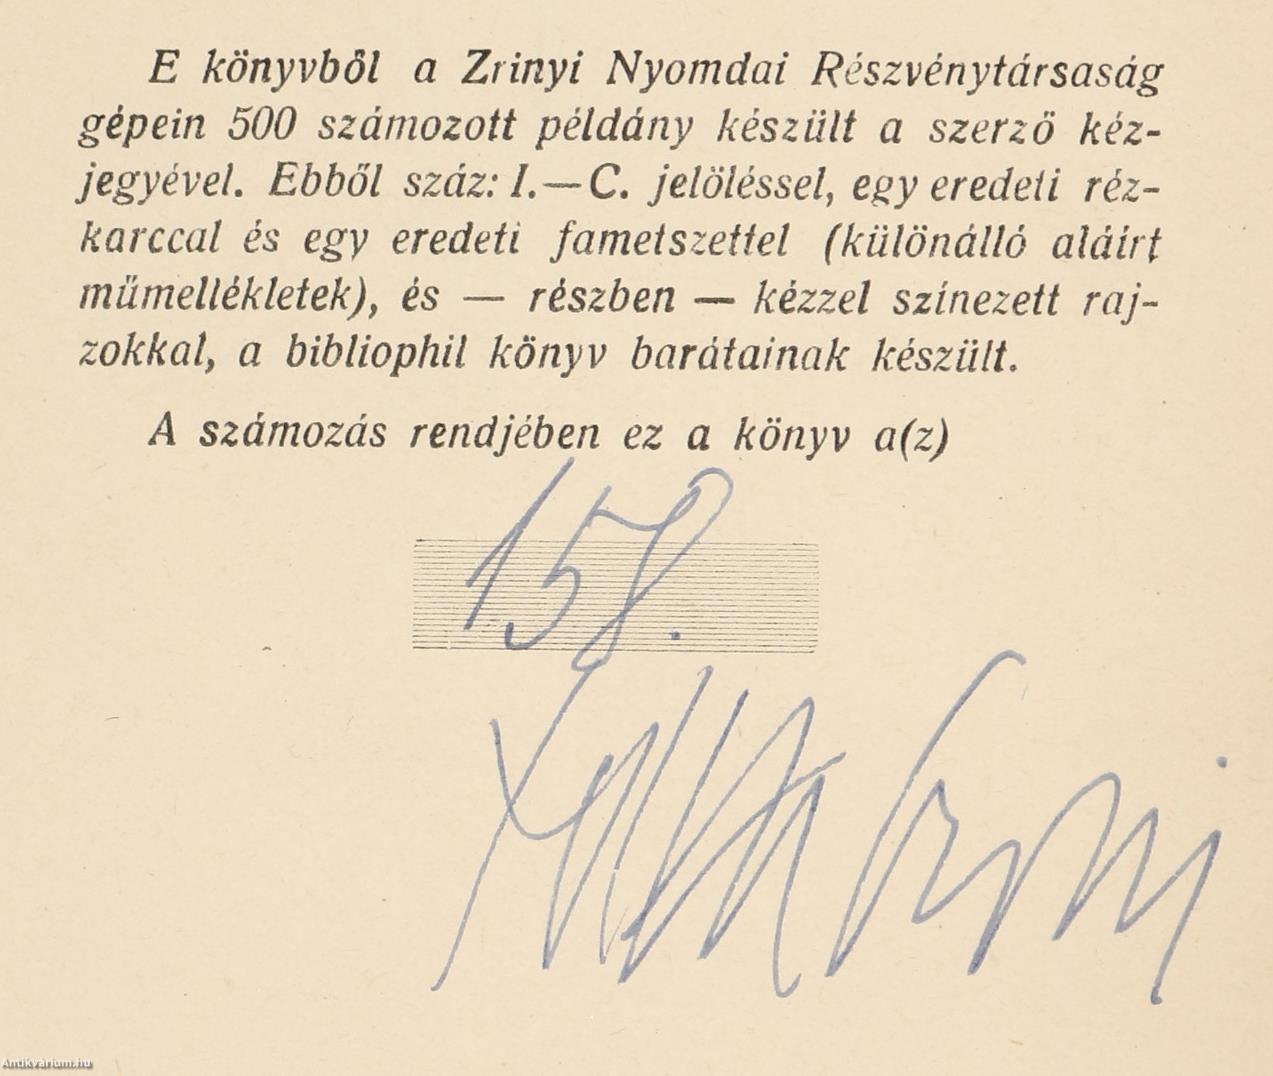 E könyvből a Zrinyi Nyomdai Részvénytársaság
gépein 500 számozott példány készült a szerző kéz-
jegyével. Ebből száz: I.—C. jelöléssel, egy eredeti réz-
karccal és egy eredeti fametszettel (különálló aláírt
műmellékletek), és — részben — kézzel színezett raj-
zokkal, a bibliophil könyv barátainak készült.
A számozás rendjében ez a könyv a(z)
158.
Antikvárium.hu